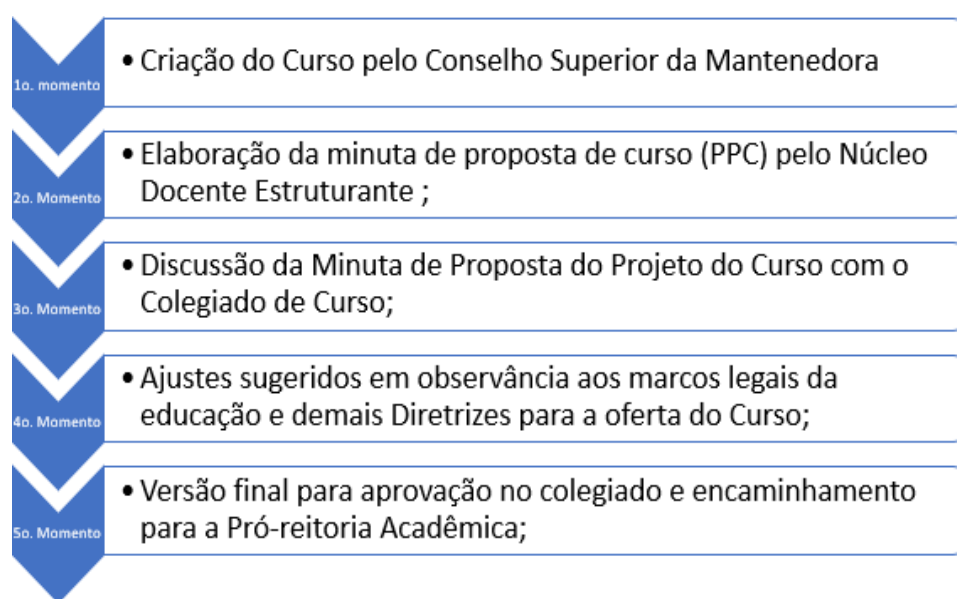 1o. momento
• Criação do Curso pelo Conselho Superior da Mantenedora
2o. Momento
• Elaboração da minuta de proposta de curso (PPC) pelo Núcleo
Docente Estruturante ;
3o. Momento
• Discussão da Minuta de Proposta do Projeto do Curso com o
Colegiado de Curso;
4o. Momento
• Ajustes sugeridos em observância aos marcos legais da
educação e demais Diretrizes para a oferta do Curso;
5o. Momento
• Versão final para aprovação no colegiado e encaminhamento
para a Pró-reitoria Acadêmica;